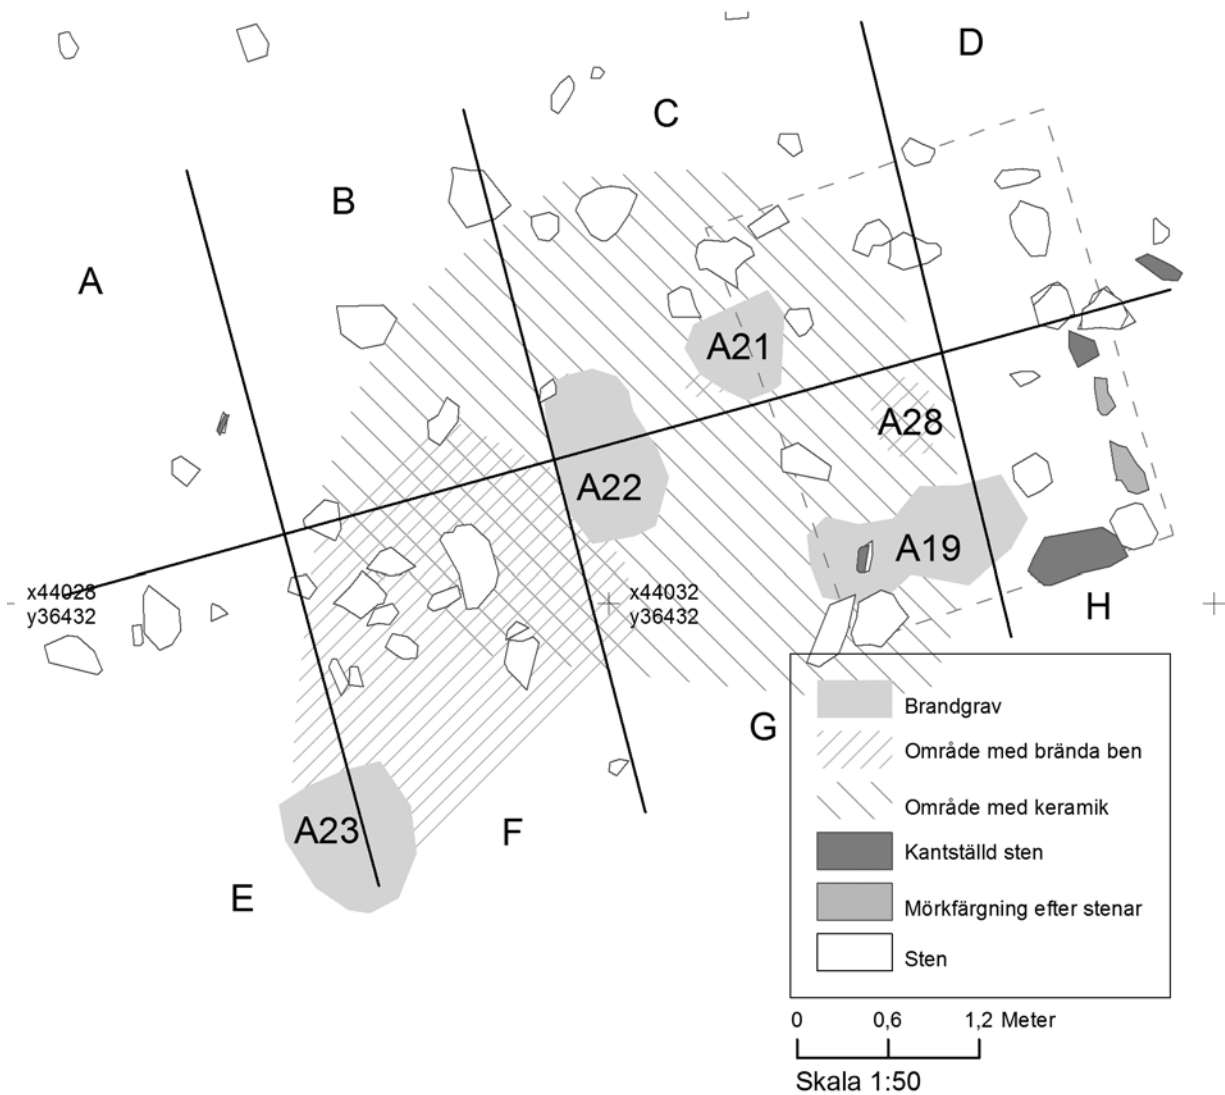 D
C
B
A
A21
A28
A22
A19
x44028
y36432
x44032
y36432
H
G
A23
F
E
Brandgrav
Område med brända ben
Område med keramik
Kantställd sten
Mörkfärgning efter stenar
Sten
0 0,6 1,2 Meter
Skala 1:50